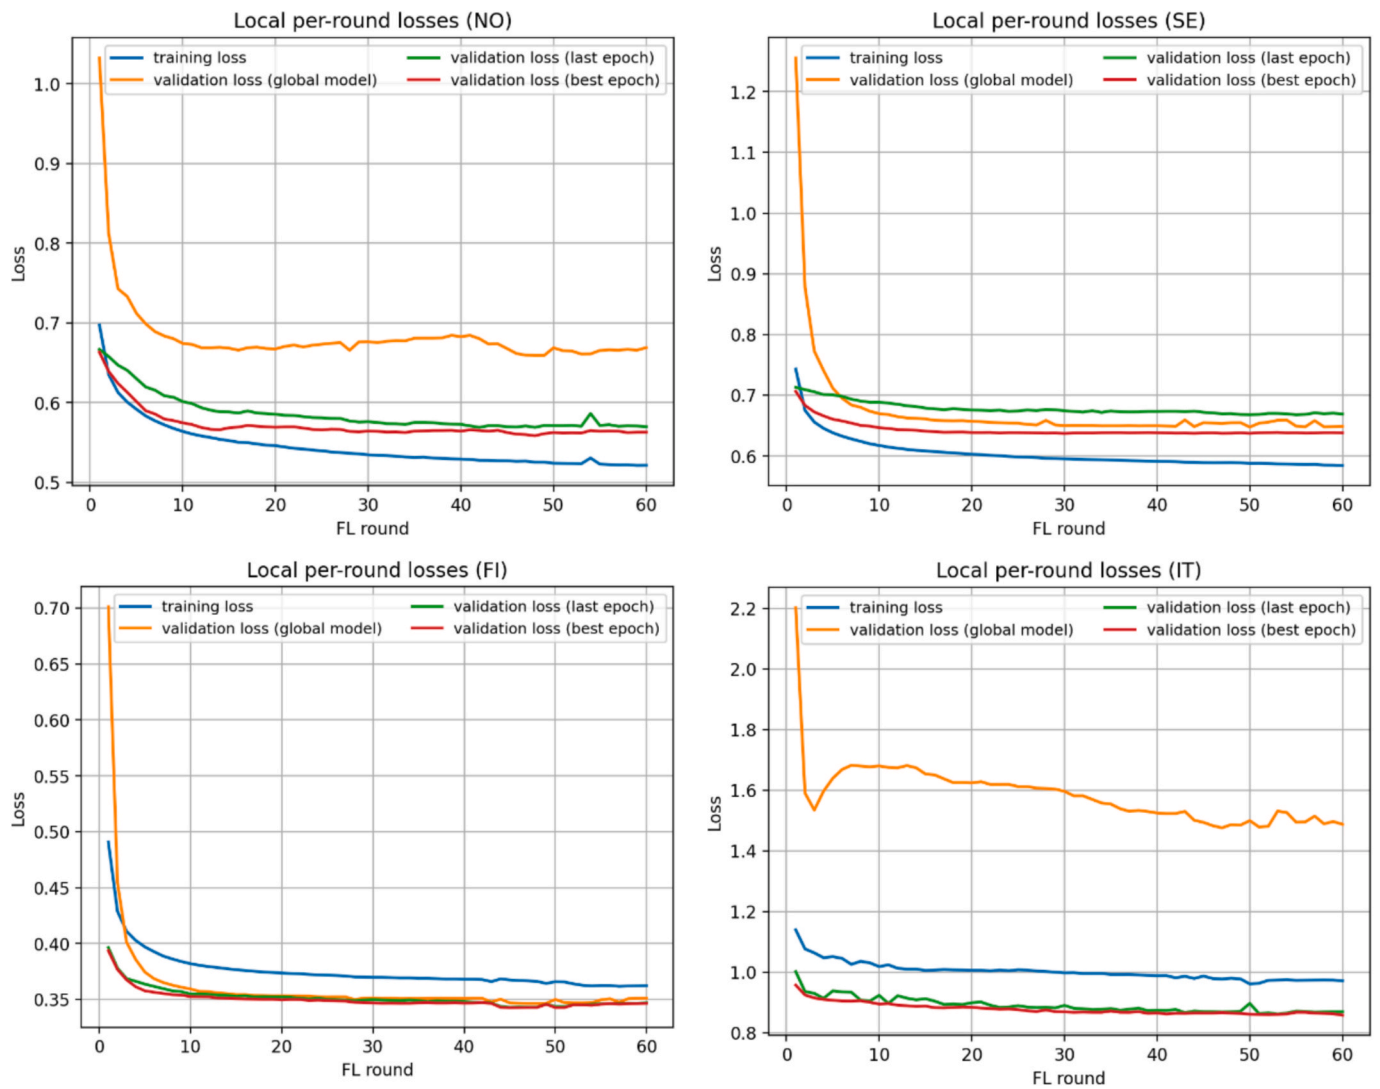 Local per-round losses (NO)
training loss
validation loss (global model)
validation loss (last epoch)
validation loss (best epoch)
Loss
1.0
0.9
0.8
0.7
0.6
0.5
0 10 20 30 40 50 60
FL round
Local per-round losses (SE)
training loss
validation loss (global model)
validation loss (last epoch)
validation loss (best epoch)
Loss
1.2
1.1
1.0
0.9
0.8
0.7
0.6
0 10 20 30 40 50 60
FL round
Local per-round losses (FI)
training loss
validation loss (global model)
validation loss (last epoch)
validation loss (best epoch)
Loss
0.70
0.65
0.60
0.55
0.50
0.45
0.40
0.35
0 10 20 30 40 50 60
FL round
Local per-round losses (IT)
training loss
validation loss (global model)
validation loss (last epoch)
validation loss (best epoch)
Loss
2.2
2.0
1.8
1.6
1.4
1.2
1.0
0.8
0 10 20 30 40 50 60
FL round